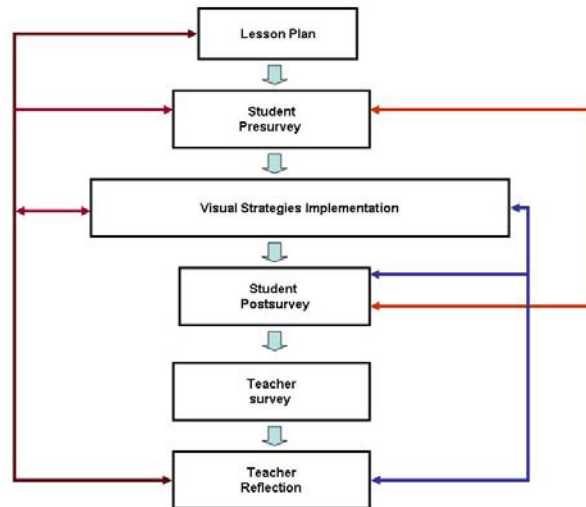 Lesson Plan
Student
Presurvey
Visual Strategies Implementation
Student
Postsurvey
Teacher
survey
Teacher
Reflection